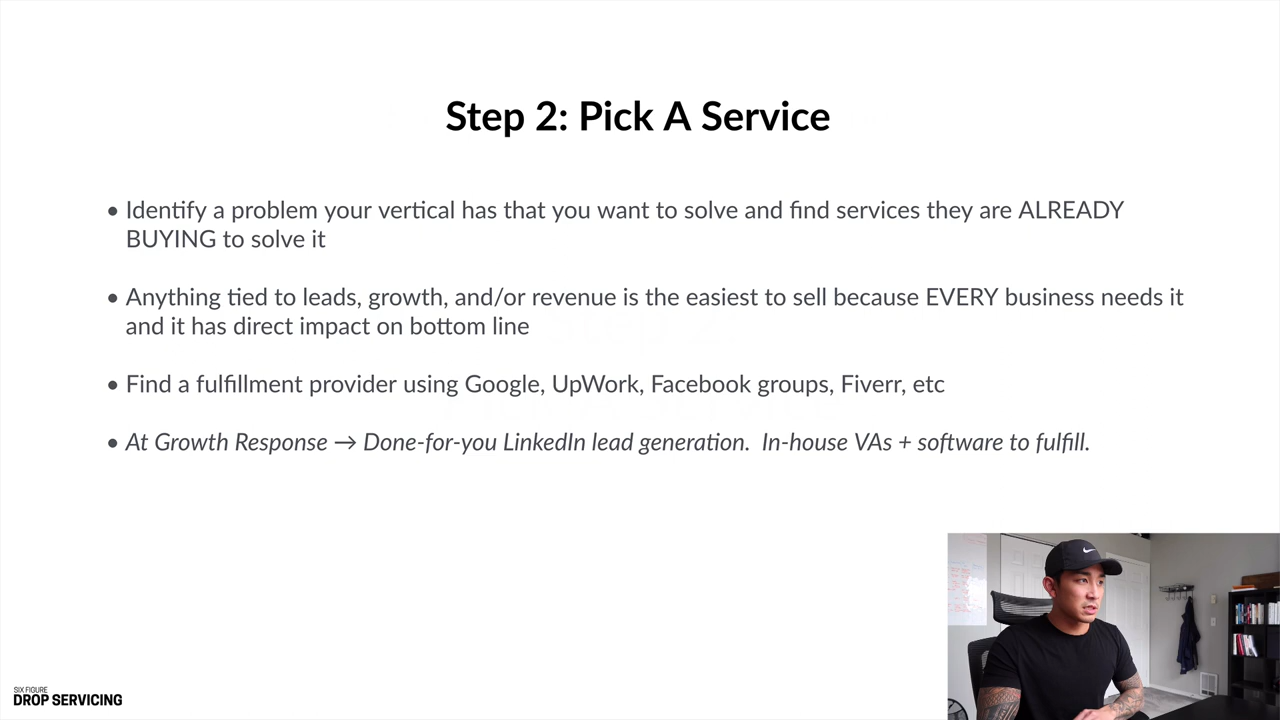 Step 2: Pick A Service
• Identify a problem your vertical has that you want to solve and find services they are ALREADY
BUYING to solve it
• Anything tied to leads, growth, and/or revenue is the easiest to sell because EVERY business needs it
and it has direct impact on bottom line
• Find a fulfillment provider using Google, UpWork, Facebook groups, Fiverr, etc
• At Growth Response → Done-for-you LinkedIn lead generation. In-house VAs + software to fulfill.
SIX FIGURE
DROP SERVICING